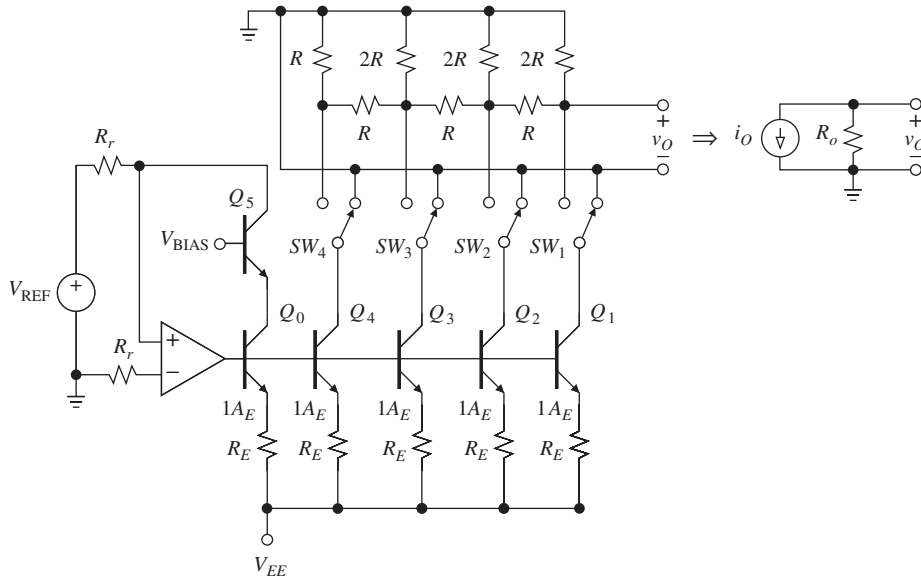 R 2R 2R 2R
R R R
+ v_O − ⇒ i_O R_o + v_O −
R_r
Q_5
V_BIAS
SW_4 SW_3 SW_2 SW_1
V_REF +
Q_0 Q_4 Q_3 Q_2 Q_1
R_r + −
1A_E 1A_E 1A_E 1A_E 1A_E
R_E R_E R_E R_E R_E
V_EE